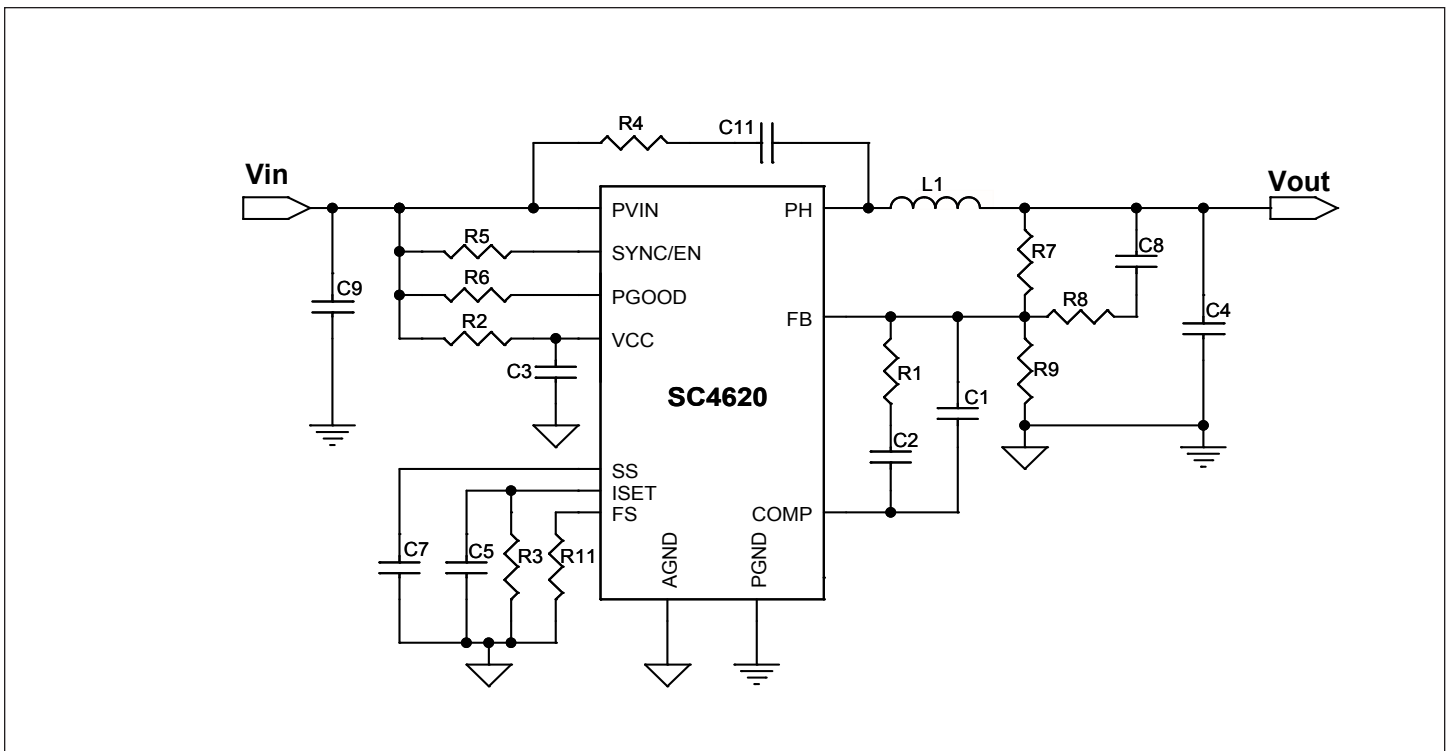 R4
C11
Vin
L1
Vout
PVIN
PH
R5
SYNC/EN
R7
C8
R6
PGOOD
C9
R8
FB
C4
R2
VCC
C3
R1
R9
SC4620
C1
C2
SS
ISET
FS
COMP
C7
C5
R3
R11
AGND
PGND